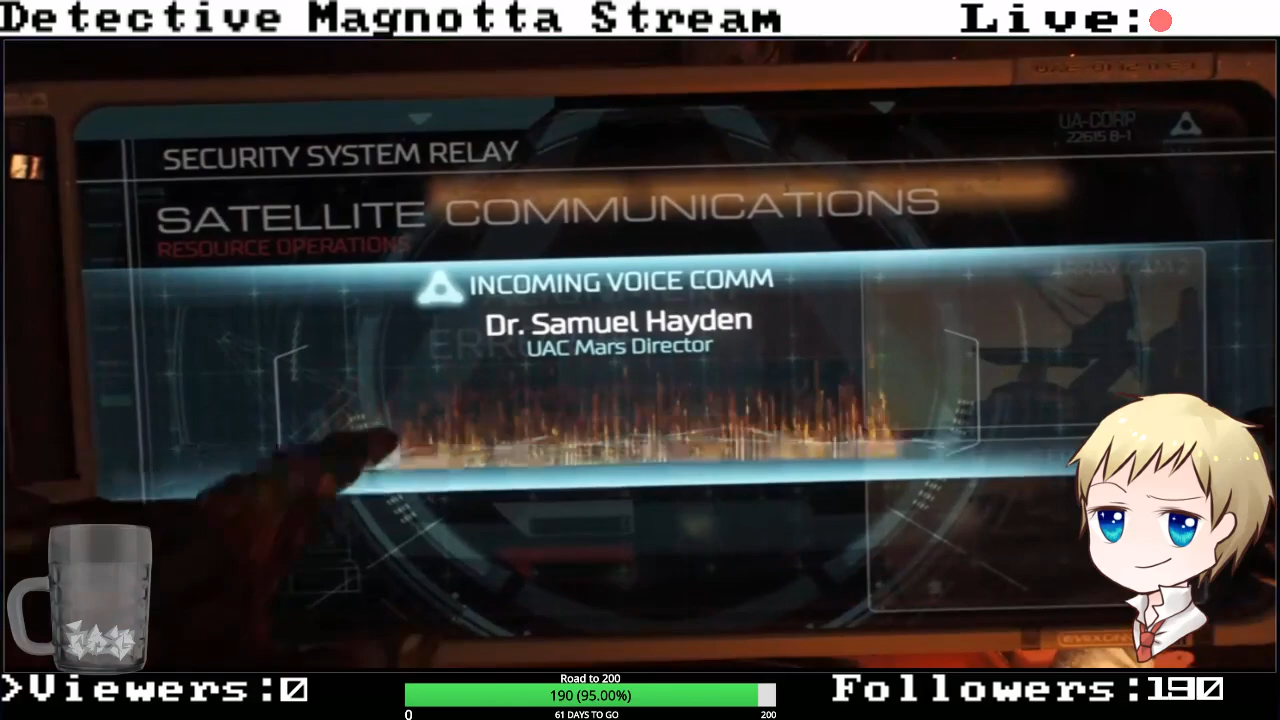 Detective Magnotta Stream Live:
UA-CORP
22615 B-1
SECURITY SYSTEM RELAY
SATELLITE COMMUNICATIONS
RESOURCE OPERATIONS
INCOMING VOICE COMM
Dr. Samuel Hayden
UAC Mars Director
Road to 200
>Viewers:0
190 (95.00%)
Followers:190
0
61 DAYS TO GO
200